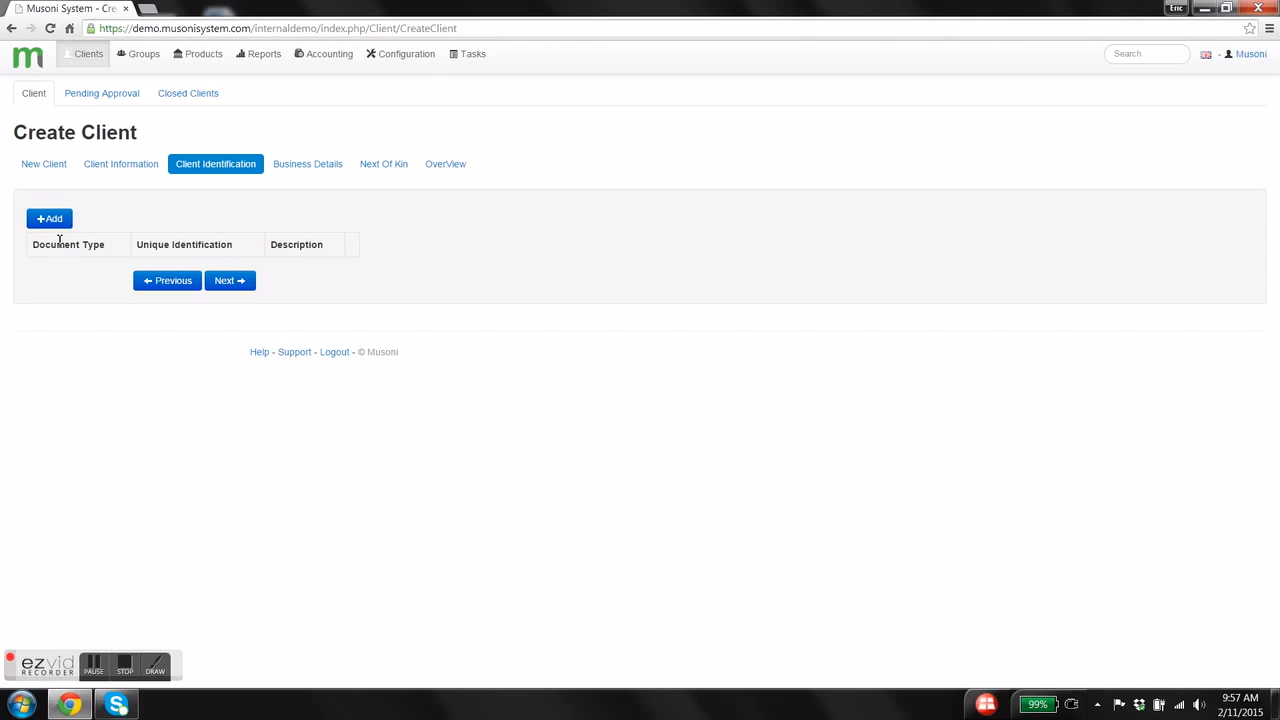 Musoni System - Cre
Eric
https://demo.musonisystem.com/internaldemo/index.php/Client/CreateClient
m Clients Groups Products Reports Accounting Configuration Tasks Search - Musoni
Client Pending Approval Closed Clients
Create Client
New Client Client Information Client Identification Business Details Next Of Kin OverView
+Add
Document Type Unique Identification Description
Previous Next
Help - Support - Logout - © Musoni
ezvid
RECORDER
PAUSE STOP DRAW
99%
9:57 AM
2/11/2015